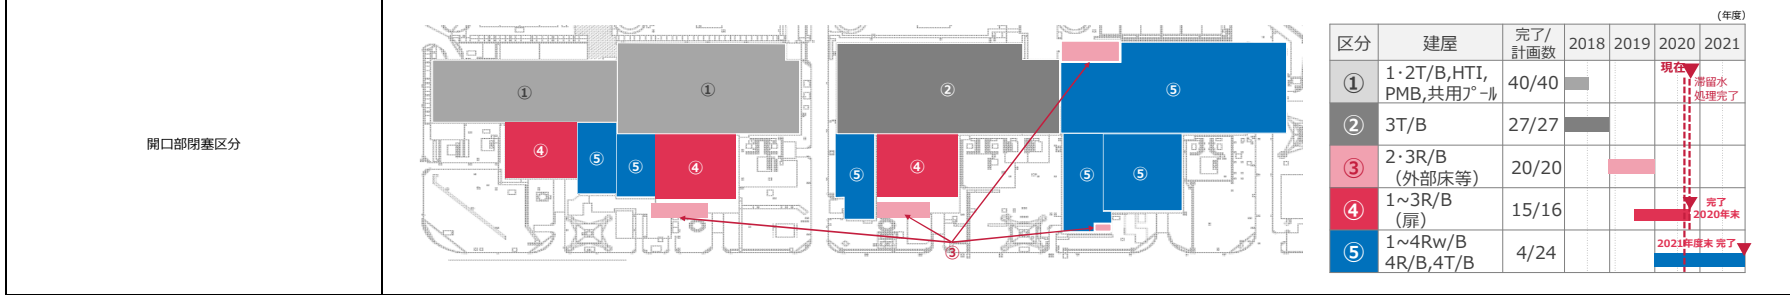 開口部閉塞区分
①
①
④
⑤
⑤
④
②
⑤
⑤
④
⑤
⑤
③
(年度)
区分 建屋 完了/計画数 2018 2019 2020 2021
現在
滞留水
処理完了
① 1・2T/B,HTI, 40/40
PMB,共用プール
② 3T/B 27/27
③ 2・3R/B 20/20
(外部床等)
④ 1~3R/B 15/16
(扉)
完了
2020年末
⑤ 1~4Rw/B 4/24
4R/B,4T/B
2021年度末 完了